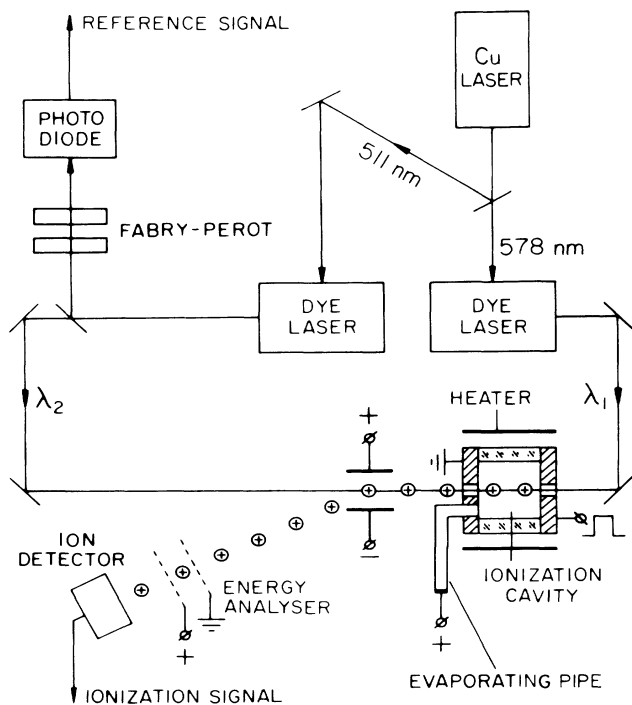 REFERENCE SIGNAL
Cu
LASER
PHOTO
DIODE
511 nm
FABRY-PEROT
578 nm
DYE
LASER
DYE
LASER
λ2
λ1
HEATER
+
ION
DETECTOR
ENERGY
ANALYSER
+
−
IONIZATION
CAVITY
+
EVAPORATING PIPE
IONIZATION SIGNAL